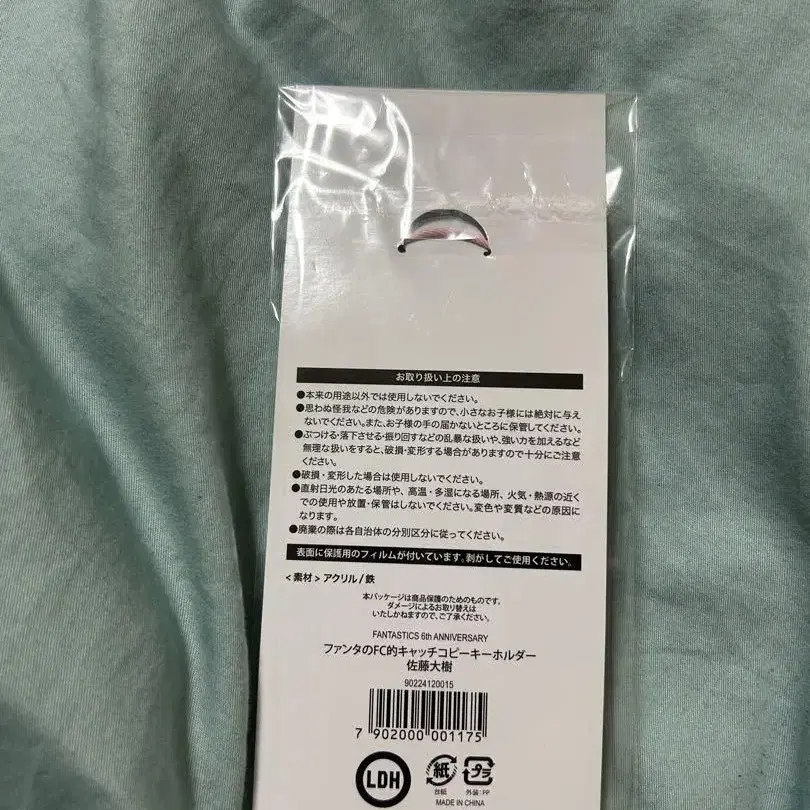 お取り扱い上の注意
●本来の用途以外では使用しないでください。
●思わぬ怪我などの危険がありますので、小さなお子様には絶対に与え
ないでください。また、お子様の手の届かないところに保管してください。
●ぶつける・落下させる・振り回すなどの乱暴な扱いや、強い力を加えるなど
無理な扱いをすると、破損・変形する場合がありますので十分にご注意
ください。
●破損・変形した場合は使用しないでください。
●直射日光のあたる場所や、高温・多湿になる場所、火気・熱源の近く
での使用や放置・保管はしないでください。変色や変質などの原因に
なります。
●廃棄の際は各自治体の分別区分に従ってください。
表面に保護用のフィルムが付いています。剥がしてご使用ください。
<素材> アクリル/鉄
本パッケージは商品保護のためのものです。
ダメージによるお取り替えは
いたしかねますので、ご了承ください。
FANTASTICS 6th ANNIVERSARY
ファンタのFC的キャッチコピーキーホルダー
佐藤大樹
90224120015
7 902000 001175
LDH 紙 プラ
台紙 外装:PP
MADE IN CHINA